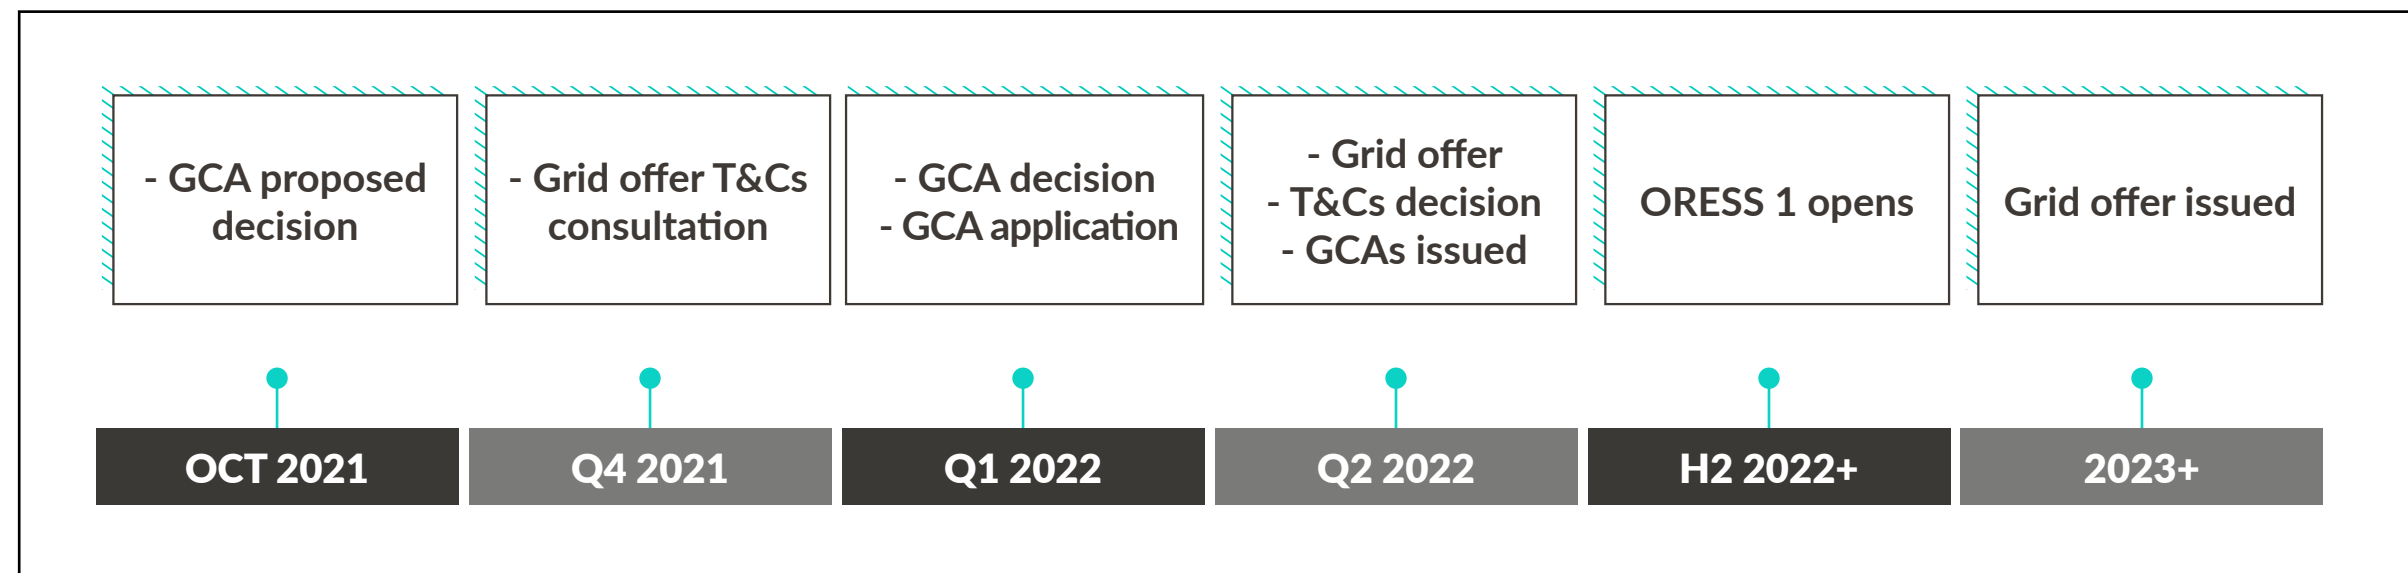 - GCA proposed
decision
- Grid offer T&Cs
consultation
- GCA decision
- GCA application
- Grid offer
- T&Cs decision
- GCAs issued
ORESS 1 opens
Grid offer issued
OCT 2021
Q4 2021
Q1 2022
Q2 2022
H2 2022+
2023+